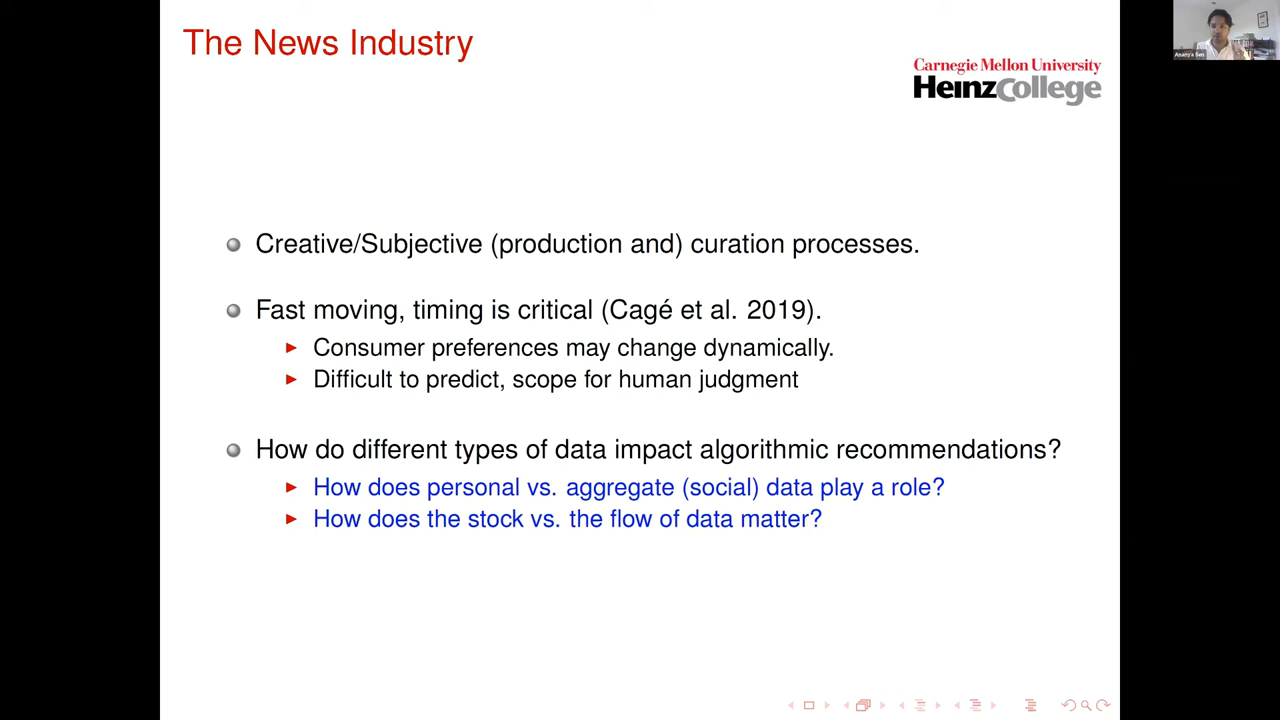 The News Industry
Carnegie Mellon University
HeinzCollege
Ananya Sen
Creative/Subjective (production and) curation processes.
Fast moving, timing is critical (Cagé et al. 2019).
Consumer preferences may change dynamically.
Difficult to predict, scope for human judgment
How do different types of data impact algorithmic recommendations?
How does personal vs. aggregate (social) data play a role?
How does the stock vs. the flow of data matter?